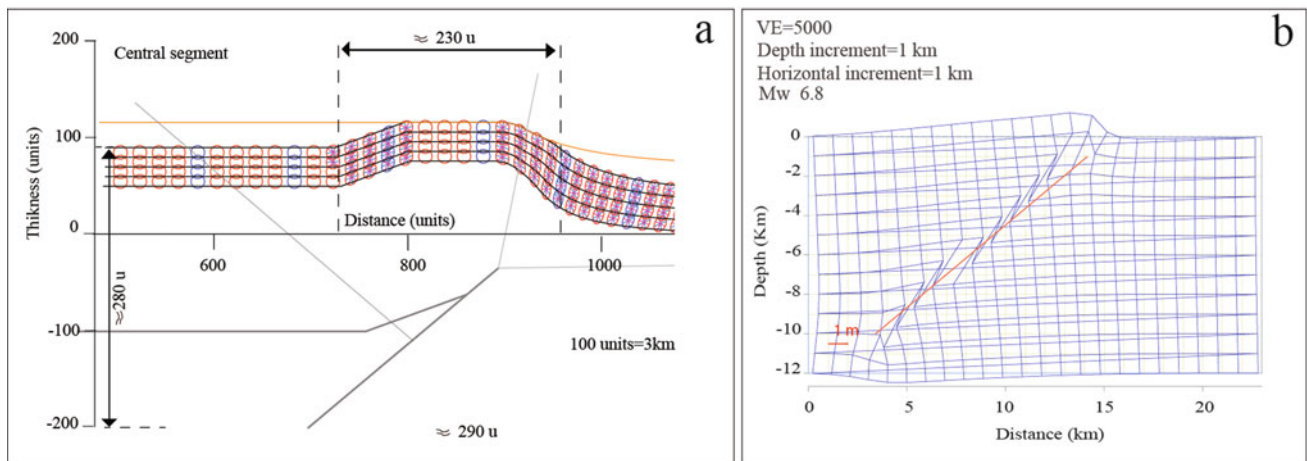 a
Central segment
≈ 230 u
200
100
0
-100
-200
Thikness (units)
≈280 u
Distance (units)
600
800
1000
100 units=3km
≈ 290 u
b
VE=5000
Depth increment=1 km
Horizontal increment=1 km
Mw 6.8
0
-2
-4
-6
-8
-10
-12
Depth (Km)
1 m
0
5
10
15
20
Distance (km)